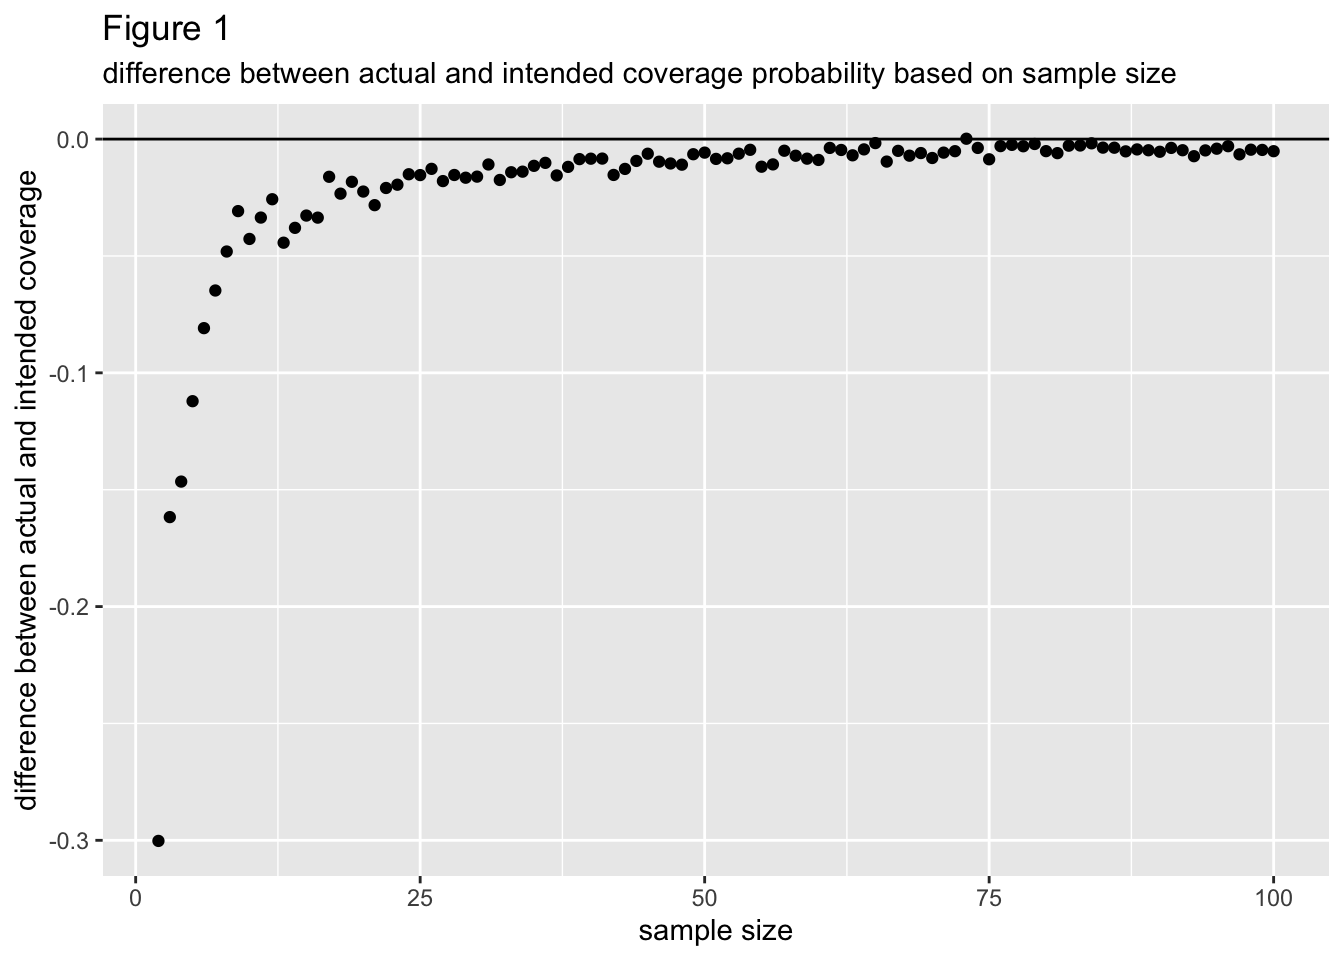 Figure 1
difference between actual and intended coverage probability based on sample size
difference between actual and intended coverage
0.0
-0.1
-0.2
-0.3
0
25
50
75
100
sample size